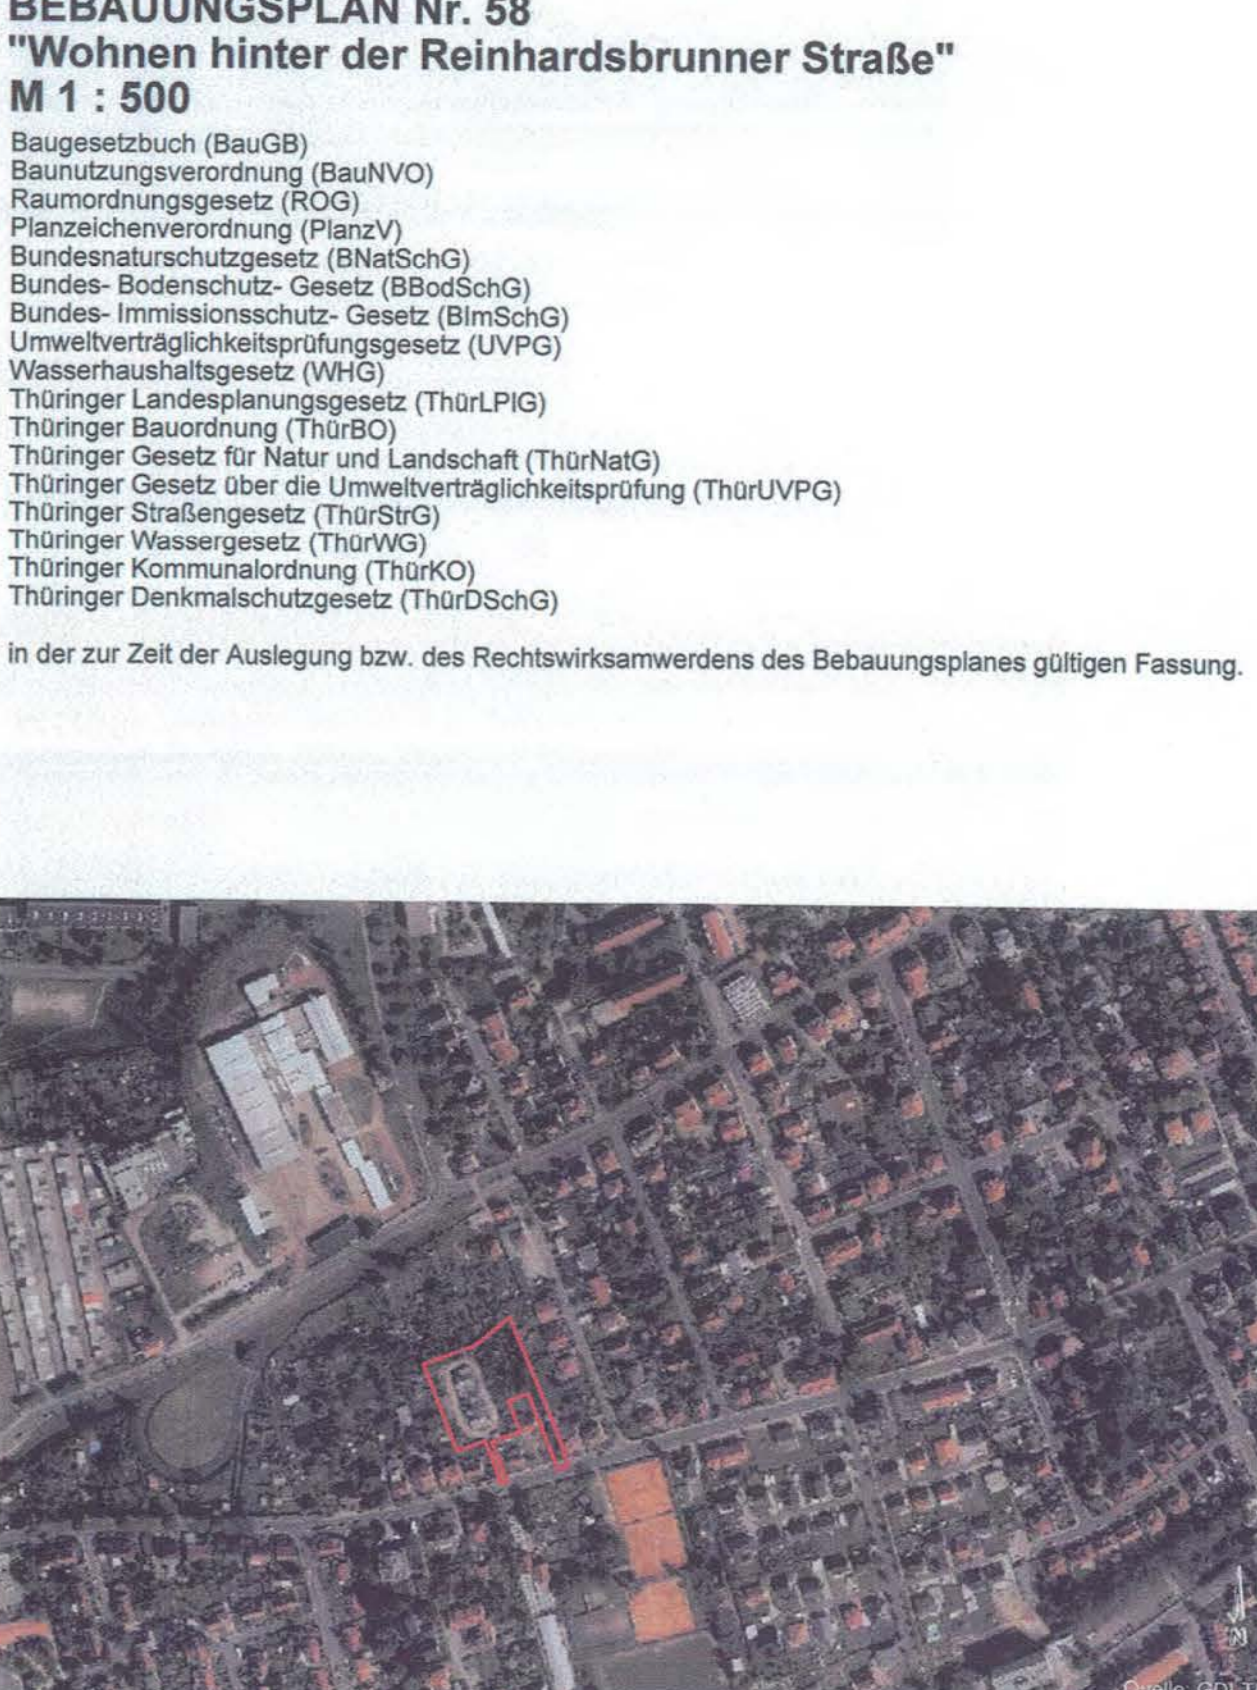 BEBAUUNGSPLAN Nr. 58
"Wohnen hinter der Reinhardsbrunner Straße"
M 1 : 500
Baugesetzbuch (BauGB)
Baunutzungsverordnung (BauNVO)
Raumordnungsgesetz (ROG)
Planzeichenverordnung (PlanzV)
Bundesnaturschutzgesetz (BNatSchG)
Bundes- Bodenschutz- Gesetz (BBodSchG)
Bundes- Immissionsschutz- Gesetz (BImSchG)
Umweltverträglichkeitsprüfungsgesetz (UVPG)
Wasserhaushaltsgesetz (WHG)
Thüringer Landesplanungsgesetz (ThürLPlG)
Thüringer Bauordnung (ThürBO)
Thüringer Gesetz für Natur und Landschaft (ThürNatG)
Thüringer Gesetz über die Umweltverträglichkeitsprüfung (ThürUVPG)
Thüringer Straßengesetz (ThürStrG)
Thüringer Wassergesetz (ThürWG)
Thüringer Kommunalordnung (ThürKO)
Thüringer Denkmalschutzgesetz (ThürDSchG)
in der zur Zeit der Auslegung bzw. des Rechtswirksamwerdens des Bebauungsplanes gültigen Fassung.
N